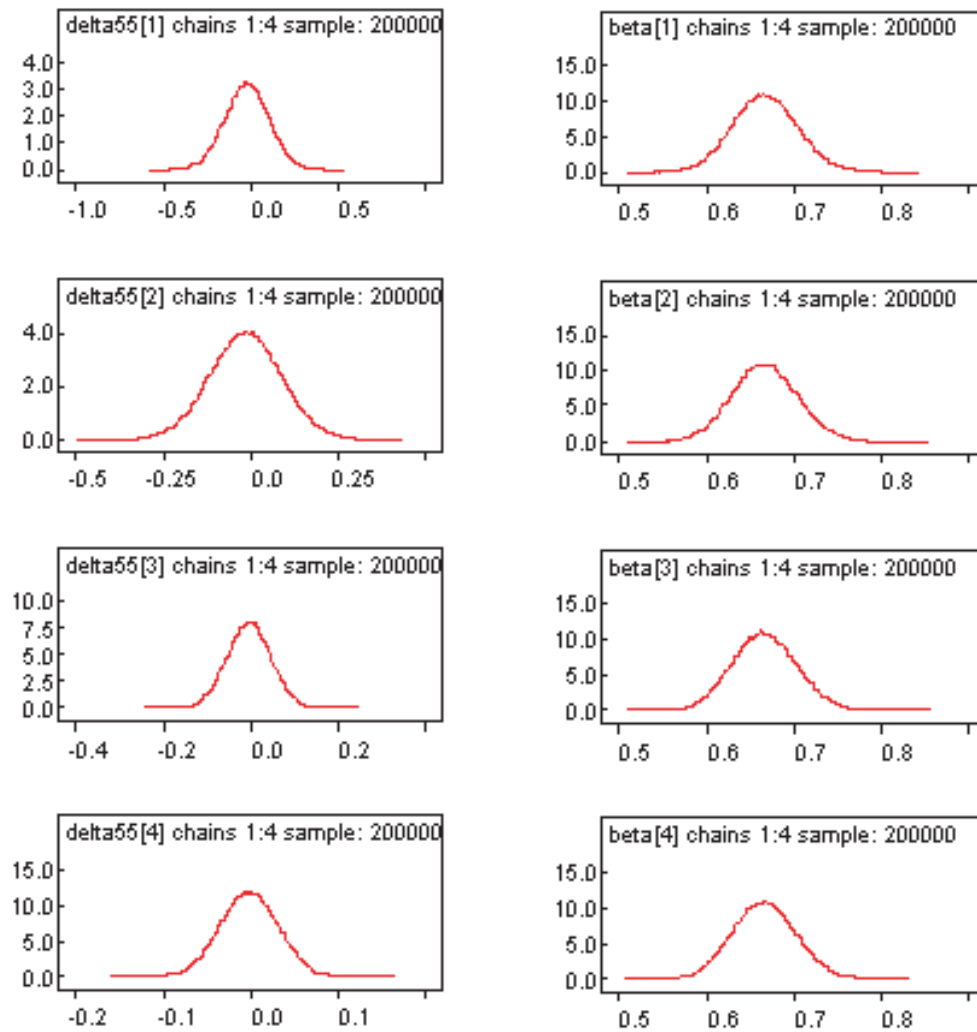 delta55[1] chains 1:4 sample: 200000
4.0
3.0
2.0
1.0
0.0
-1.0 -0.5 0.0 0.5
beta[1] chains 1:4 sample: 200000
15.0
10.0
5.0
0.0
0.5 0.6 0.7 0.8
delta55[2] chains 1:4 sample: 200000
4.0
2.0
0.0
-0.5 -0.25 0.0 0.25
beta[2] chains 1:4 sample: 200000
15.0
10.0
5.0
0.0
0.5 0.6 0.7 0.8
delta55[3] chains 1:4 sample: 200000
10.0
7.5
5.0
2.5
0.0
-0.4 -0.2 0.0 0.2
beta[3] chains 1:4 sample: 200000
15.0
10.0
5.0
0.0
0.5 0.6 0.7 0.8
delta55[4] chains 1:4 sample: 200000
15.0
10.0
5.0
0.0
-0.2 -0.1 0.0 0.1
beta[4] chains 1:4 sample: 200000
15.0
10.0
5.0
0.0
0.5 0.6 0.7 0.8